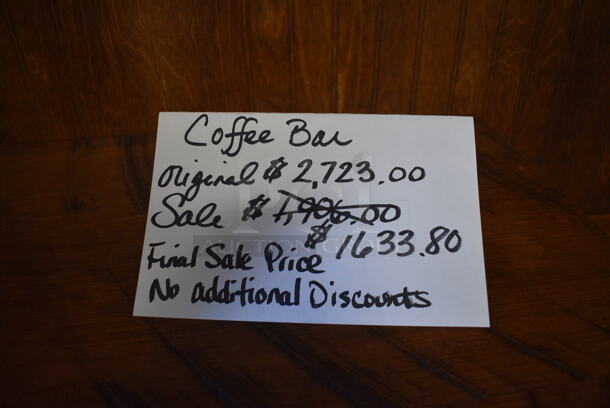 Coffee Bar
original $ 2,723.00
Sale $ 1,906.00
Final Sale Price $ 1633.80
No additional Discounts